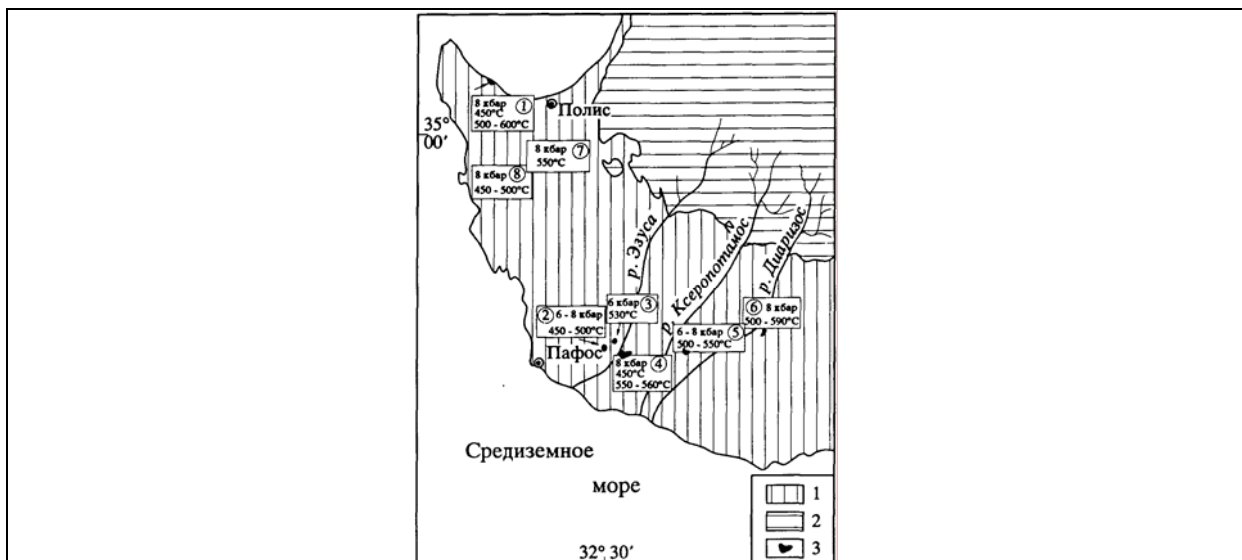 8 кбар ①
450°C
500 - 600°C
Полис
35°
00′
8 кбар ⑦
550°C
8 кбар ⑧
450 - 500°C
р. Эзуса
р. Ксеропотамос
р. Диаризос
6 кбар ③
530°C
⑥ 8 кбар
500 - 590°C
② 6 - 8 кбар
450 - 500°C
6 - 8 кбар ⑤
500 - 550°C
Пафос
8 кбар ④
450°C
550 - 560°C
Средиземное
море
1
2
3
32° 30′